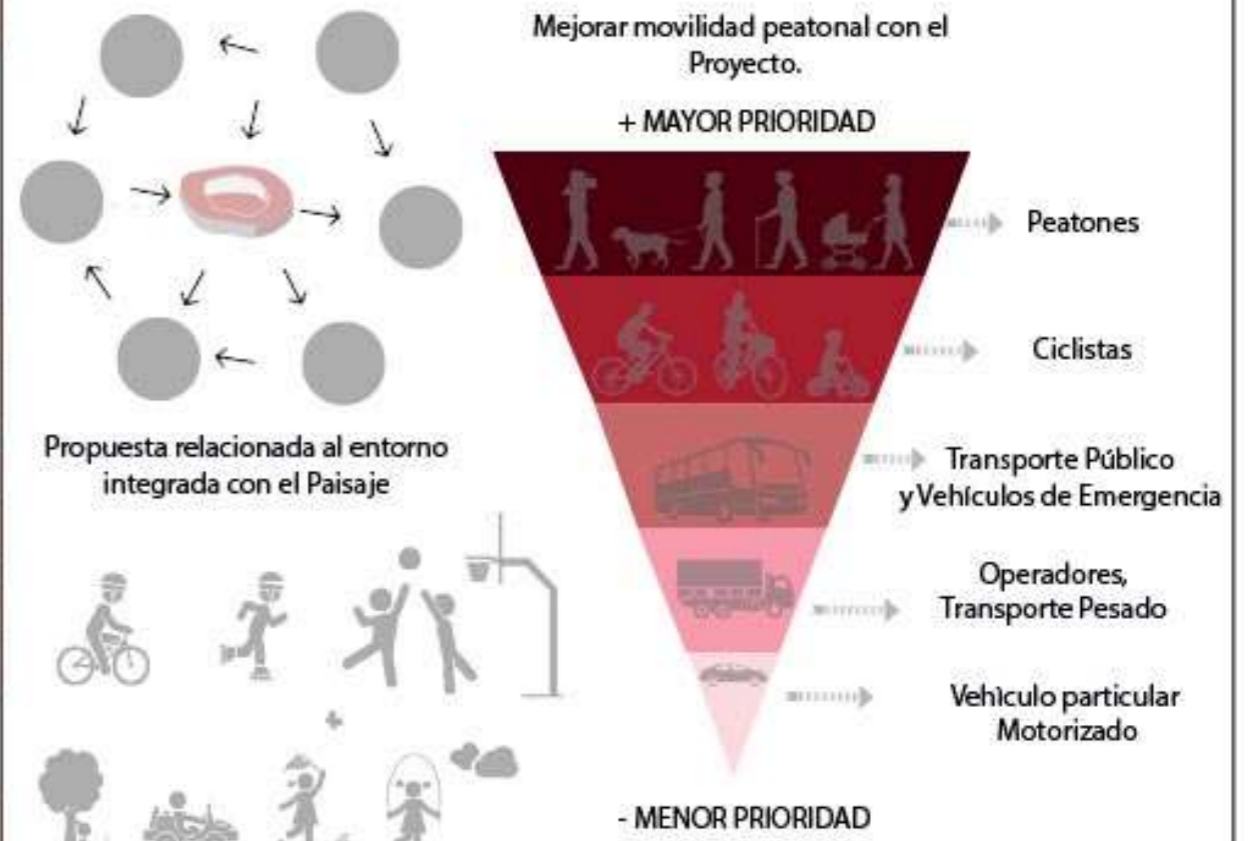 Mejorar movilidad peatonal con el
Proyecto.
+ MAYOR PRIORIDAD
Peatones
Ciclistas
Transporte Público
y Vehículos de Emergencia
Operadores,
Transporte Pesado
Vehìculo particular
Motorizado
- MENOR PRIORIDAD
Propuesta relacionada al entorno
integrada con el Paisaje